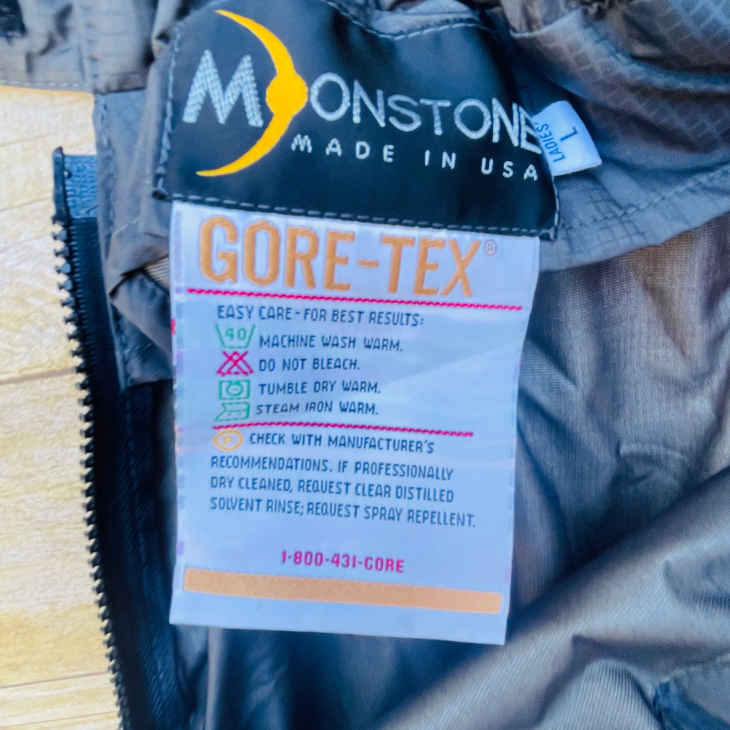 MOONSTONE
MADE IN USA
LADIES'
L
GORE-TEX®
EASY CARE - FOR BEST RESULTS:
40 MACHINE WASH WARM.
DO NOT BLEACH.
TUMBLE DRY WARM.
STEAM IRON WARM.
CHECK WITH MANUFACTURER'S
RECOMMENDATIONS. IF PROFESSIONALLY
DRY CLEANED, REQUEST CLEAR DISTILLED
SOLVENT RINSE; REQUEST SPRAY REPELLENT.
1-800-431-GORE